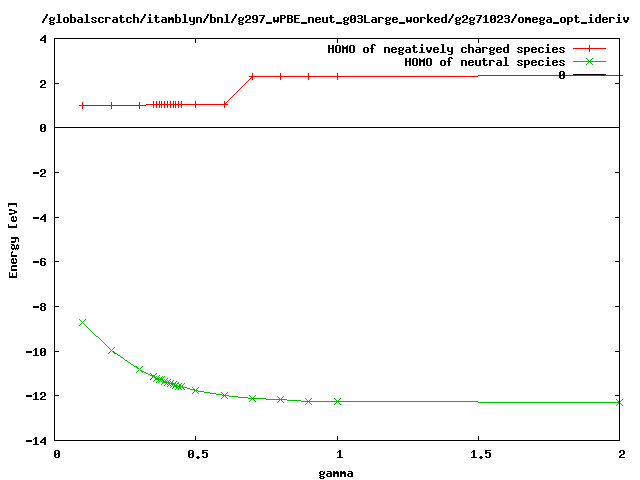 /globalscratch/itamblyn/bnl/g297_wPBE_neut_g03Large_worked/g2g71023/omega_opt_ideriv
4
HOMO of negatively charged species
HOMO of neutral species
0
2
0
-2
-4
-6
-8
-10
-12
-14
Energy [eV]
0 0.5 1 1.5 2
gamma